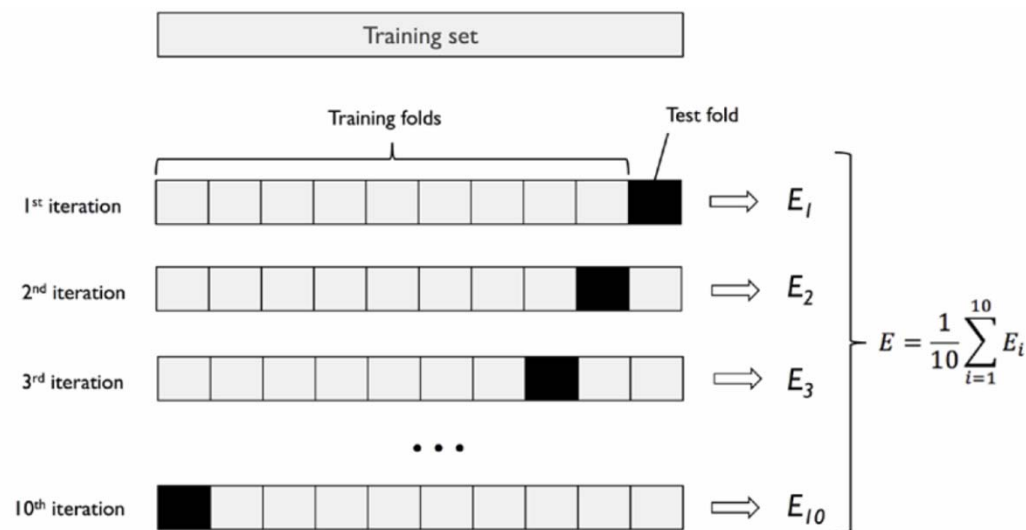 Training set
Training folds
Test fold
1st iteration
E1
2nd iteration
E2
E = 1/10 ∑ i=1 10 Ei
3rd iteration
E3
• • •
10th iteration
E10